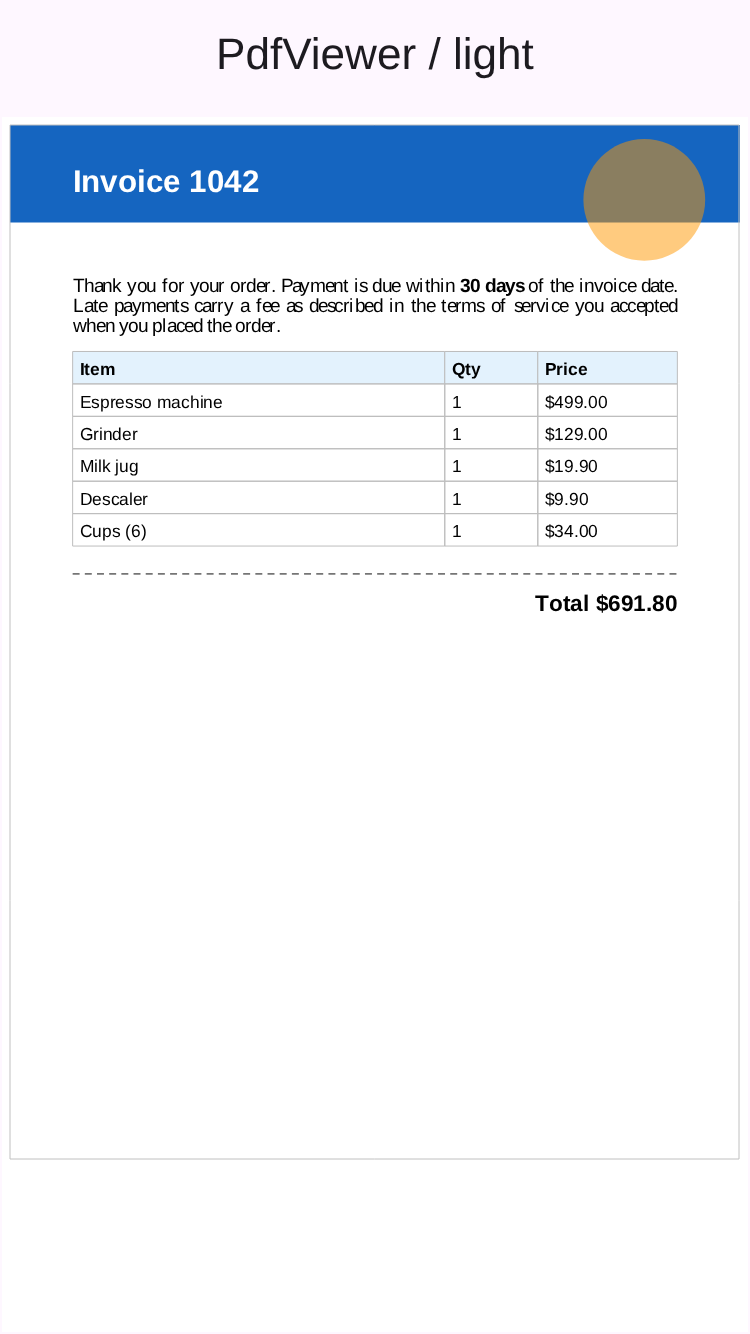 PdfViewer / light
Invoice 1042
Thank you for your order. Payment is due within 30 days of the invoice date.
Late payments carry a fee as described in the terms of service you accepted
when you placed the order.
Item Qty Price
Espresso machine 1 $499.00
Grinder 1 $129.00
Milk jug 1 $19.90
Descaler 1 $9.90
Cups (6) 1 $34.00
Total $691.80